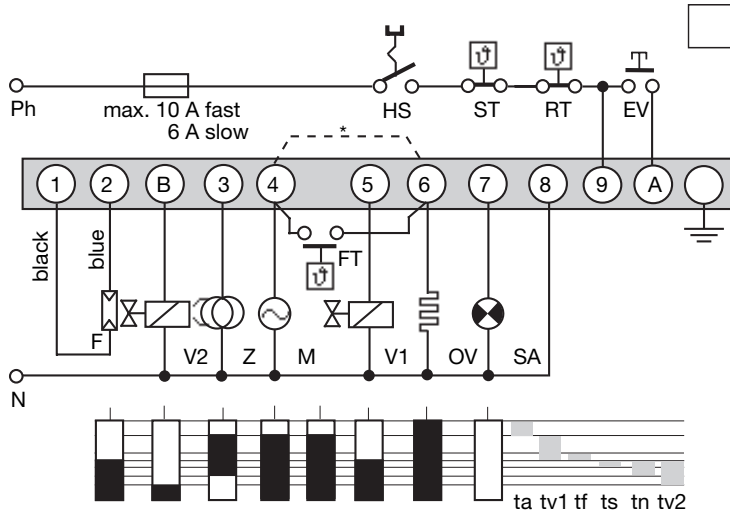 Ph
max. 10 A fast
6 A slow
HS
ϑ
ST
ϑ
RT
EV
*
1 2 B 3 4 5 6 7 8 9 A
black
blue
FT
ϑ
F
V2 Z M V1 OV SA
N
ta tv1 tf ts tn tv2